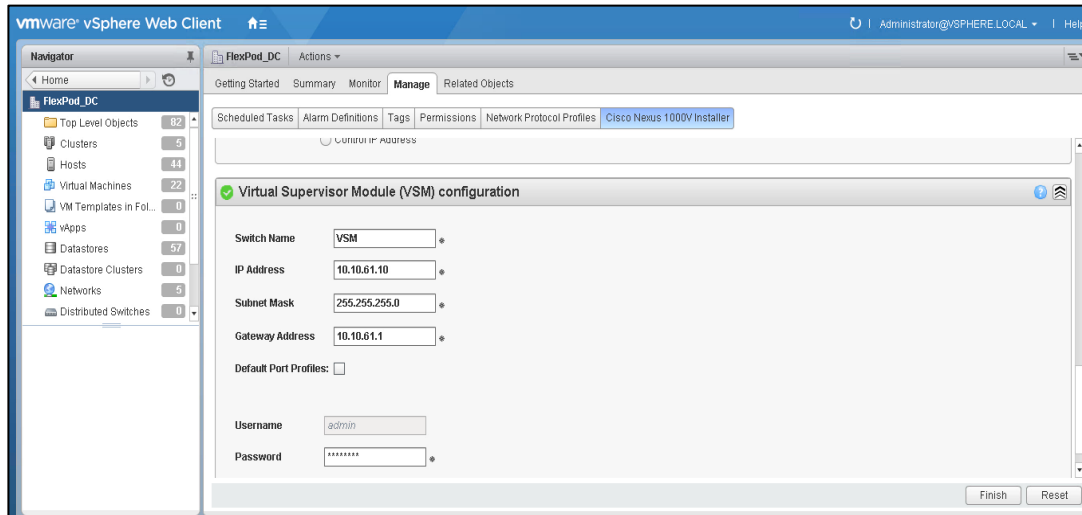 vmware® vSphere Web Client
Administrator@VSPHERE.LOCAL | Help
Navigator
Home
FlexPod_DC
Top Level Objects 82
Clusters 5
Hosts 44
Virtual Machines 22
VM Templates in Fol... 0
vApps 0
Datastores 57
Datastore Clusters 0
Networks 5
Distributed Switches 0
FlexPod_DC Actions
Getting Started Summary Monitor Manage Related Objects
Scheduled Tasks Alarm Definitions Tags Permissions Network Protocol Profiles Cisco Nexus 1000V Installer
Control IP Address
Virtual Supervisor Module (VSM) configuration
Switch Name VSM *
IP Address 10.10.61.10 *
Subnet Mask 255.255.255.0 *
Gateway Address 10.10.61.1 *
Default Port Profiles:
Username admin
Password ******** *
Finish Reset